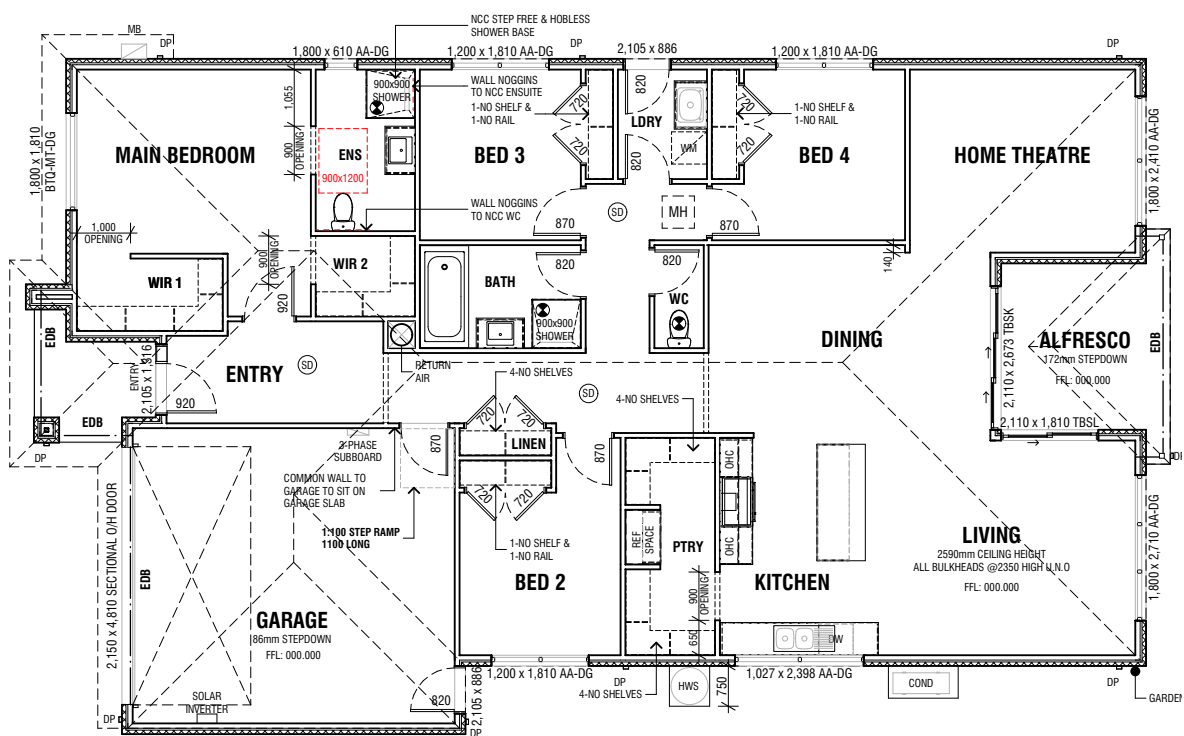 NCC STEP FREE & HOBLESS
SHOWER BASE
MB
DP
1,800 x 610 AA-DG
1,200 x 1,810 AA-DG
DP
2,105 x 886
1,200 x 1,810 AA-DG
DP
900x900
SHOWER
WALL NOGGINS
TO NCC ENSUITE
1-NO SHELF &
1-NO RAIL
1-NO SHELF &
1-NO RAIL
820
720
720
720
720
1,055
900
OPENING
LDRY
WM
820
1,800 x 1,810
BTQ-MT-DG
MAIN BEDROOM
ENS
900x1200
BED 3
BED 4
HOME THEATRE
1,800 x 2,410 AA-DG
WALL NOGGINS
TO NCC WC
870
SD
MH
870
1,000
OPENING
900
OPENING
WIR 1
WIR 2
920
BATH
820
820
WC
900x900
SHOWER
140
DINING
ALFRESCO
172mm STEPDOWN
FFL: 000.000
EDB
2,110 x 2,673 TBSK
2,110 x 1,810 TBSL
EDB
EDB
ENTRY
2,105 x 1,316
920
ENTRY
SD
RETURN
AIR
4-NO SHELVES
SD
4-NO SHELVES
720
720
LINEN
870
870
3-PHASE
SUBBOARD
COMMON WALL TO
GARAGE TO SIT ON
GARAGE SLAB
1:100 STEP RAMP
1100 LONG
720
720
1-NO SHELF &
1-NO RAIL
BED 2
OHC
OHC
REF
SPACE
PTRY
900
OPENING
650
KITCHEN
DW
LIVING
2590mm CEILING HEIGHT
ALL BULKHEADS @2350 HIGH U.N.O
FFL: 000.000
DP
1,800 x 2,710 AA-DG
DP
2,150 x 4,810 SECTIONAL O/H DOOR
EDB
GARAGE
86mm STEPDOWN
FFL: 000.000
SOLAR
INVERTER
820
2,105 x 886
DP
DP
1,200 x 1,810 AA-DG
DP
4-NO SHELVES
HWS
750
1,027 x 2,398 AA-DG
COND
DP
GARDEN